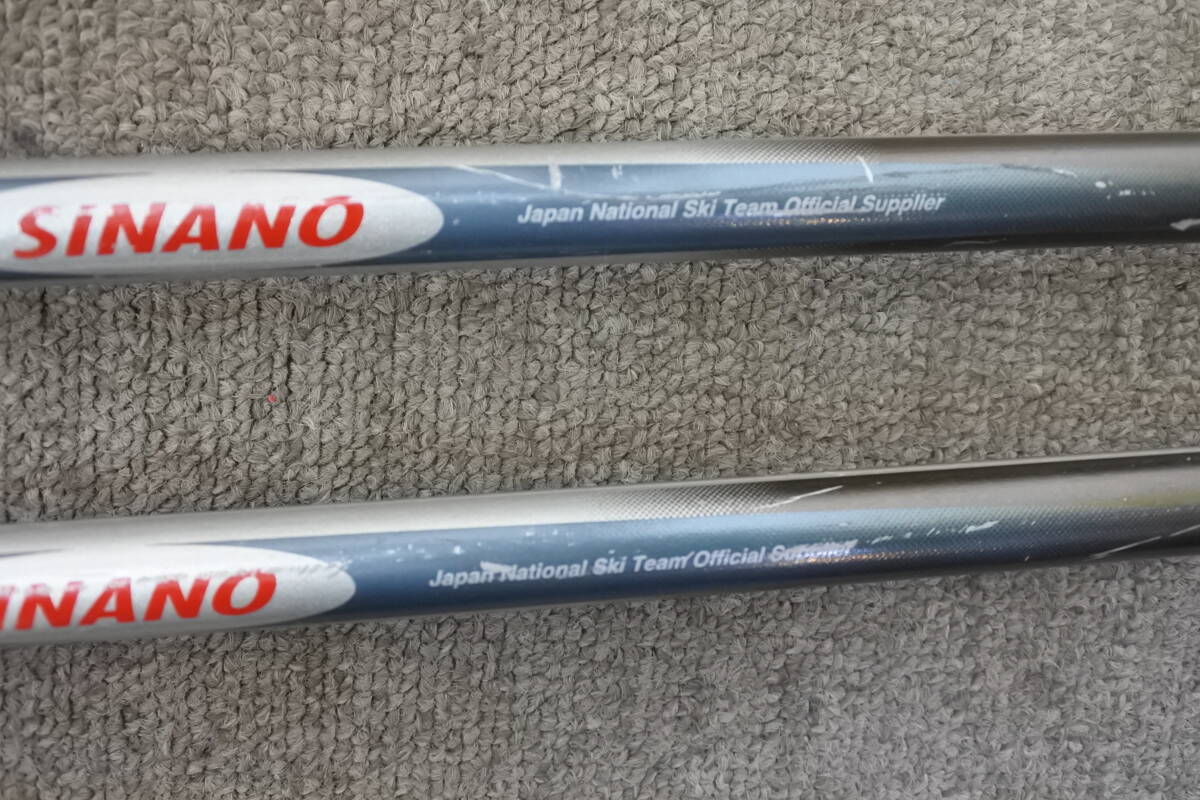 SiNANO
Japan National Ski Team Official Supplier
INANO
Japan National Ski Team Official Supplier